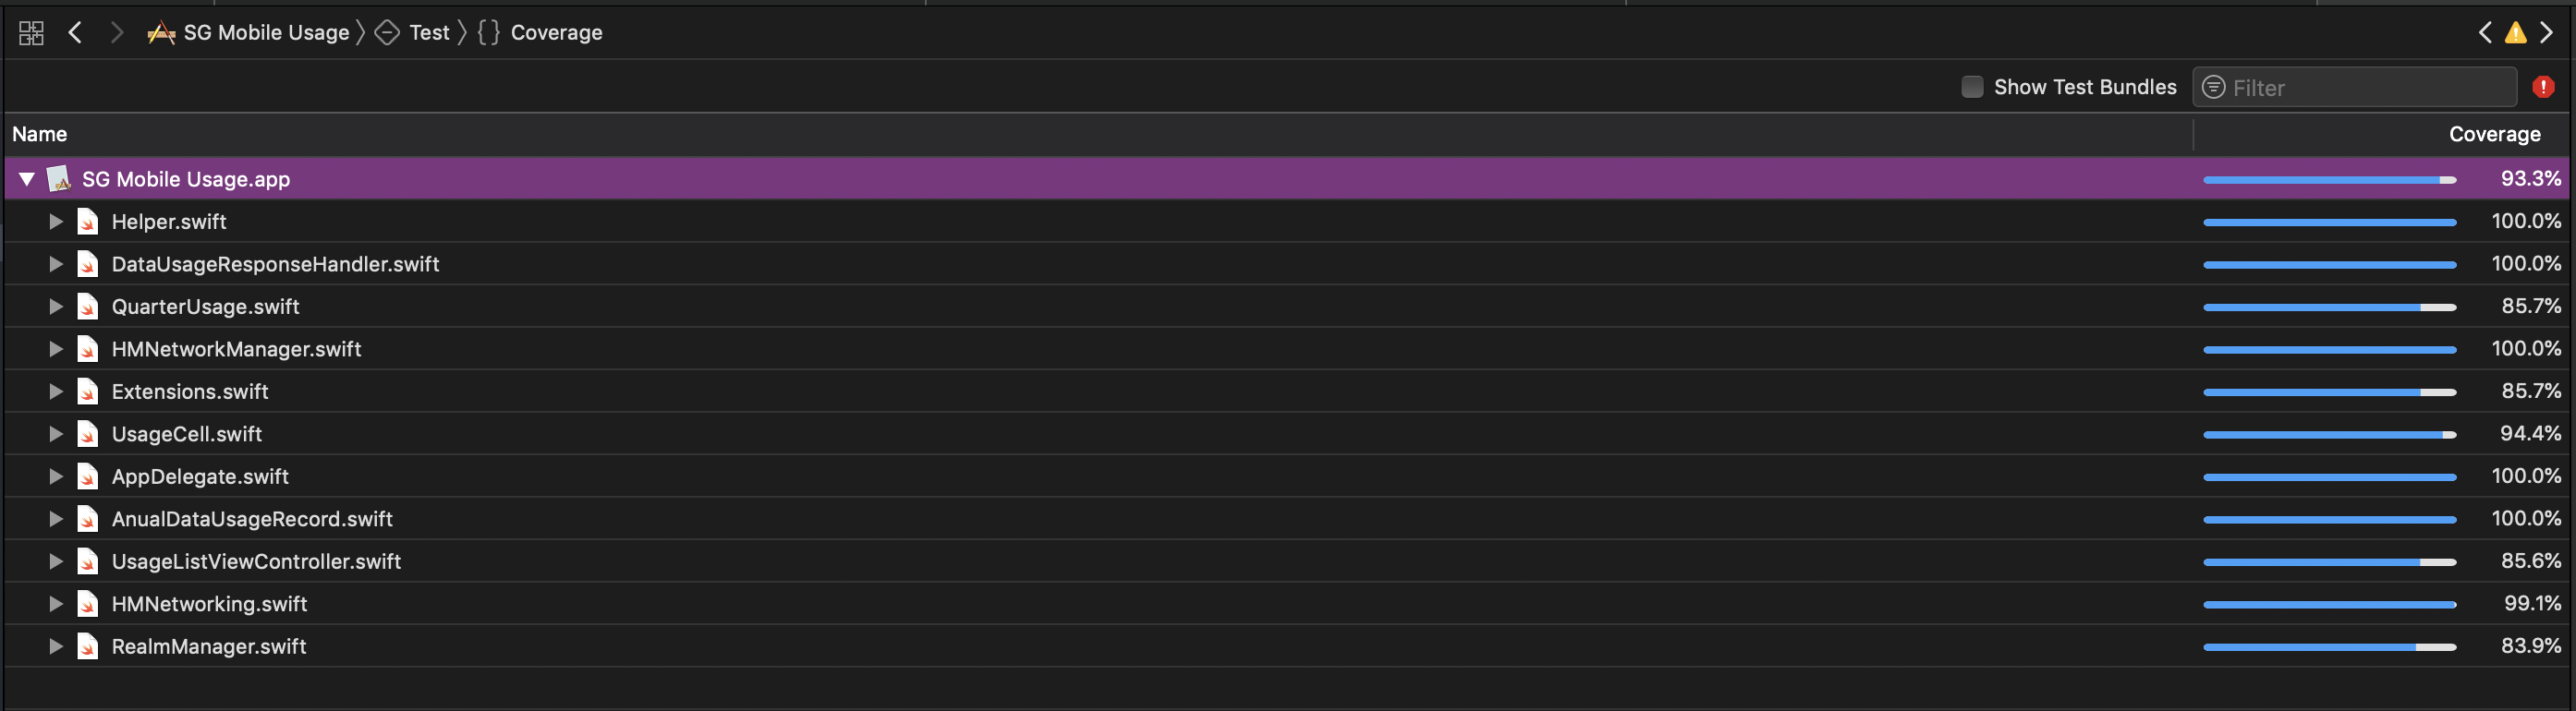 SG Mobile Usage Test {} Coverage
Show Test Bundles Filter
Name Coverage
SG Mobile Usage.app 93.3%
Helper.swift 100.0%
DataUsageResponseHandler.swift 100.0%
QuarterUsage.swift 85.7%
HMNetworkManager.swift 100.0%
Extensions.swift 85.7%
UsageCell.swift 94.4%
AppDelegate.swift 100.0%
AnualDataUsageRecord.swift 100.0%
UsageListViewController.swift 85.6%
HMNetworking.swift 99.1%
RealmManager.swift 83.9%